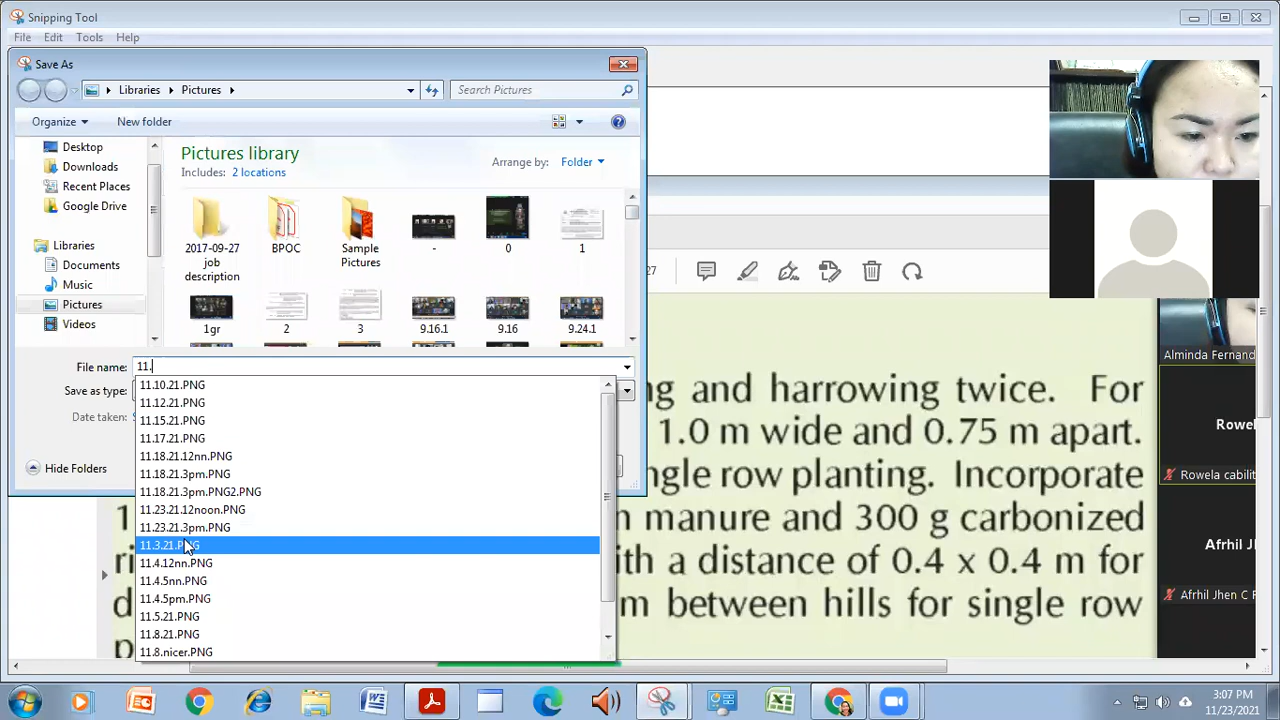 Snipping Tool
File Edit Tools Help
Save As
Libraries Pictures
Search Pictures
Organize New folder
Desktop
Downloads
Recent Places
Google Drive
Libraries
Documents
Music
Pictures
Videos
Pictures library
Includes: 2 locations
Arrange by: Folder
2017-09-27 job description
BPOC
Sample Pictures
-
0
1
1gr
2
3
9.16.1
9.16
9.24.1
File name: 11.
Save as type:
Date taken:
Hide Folders
11.10.21.PNG
11.12.21.PNG
11.15.21.PNG
11.17.21.PNG
11.18.21.12nn.PNG
11.18.21.3pm.PNG
11.18.21.3pm.PNG2.PNG
11.23.21.12noon.PNG
11.23.21.3pm.PNG
11.3.21.PNG
11.4.12nn.PNG
11.4.5nn.PNG
11.4.5pm.PNG
11.5.21.PNG
11.8.21.PNG
11.8.nicer.PNG
27
and harrowing twice. For
1.0 m wide and 0.75 m apart.
row planting. Incorporate
manure and 300 g carbonized
with a distance of 0.4 x 0.4 m for
m between hills for single row
Alminda Fernand
Rowe
Rowela cability
Afrhil Jh
Afrhil Jhen C F
3:07 PM
11/23/2021